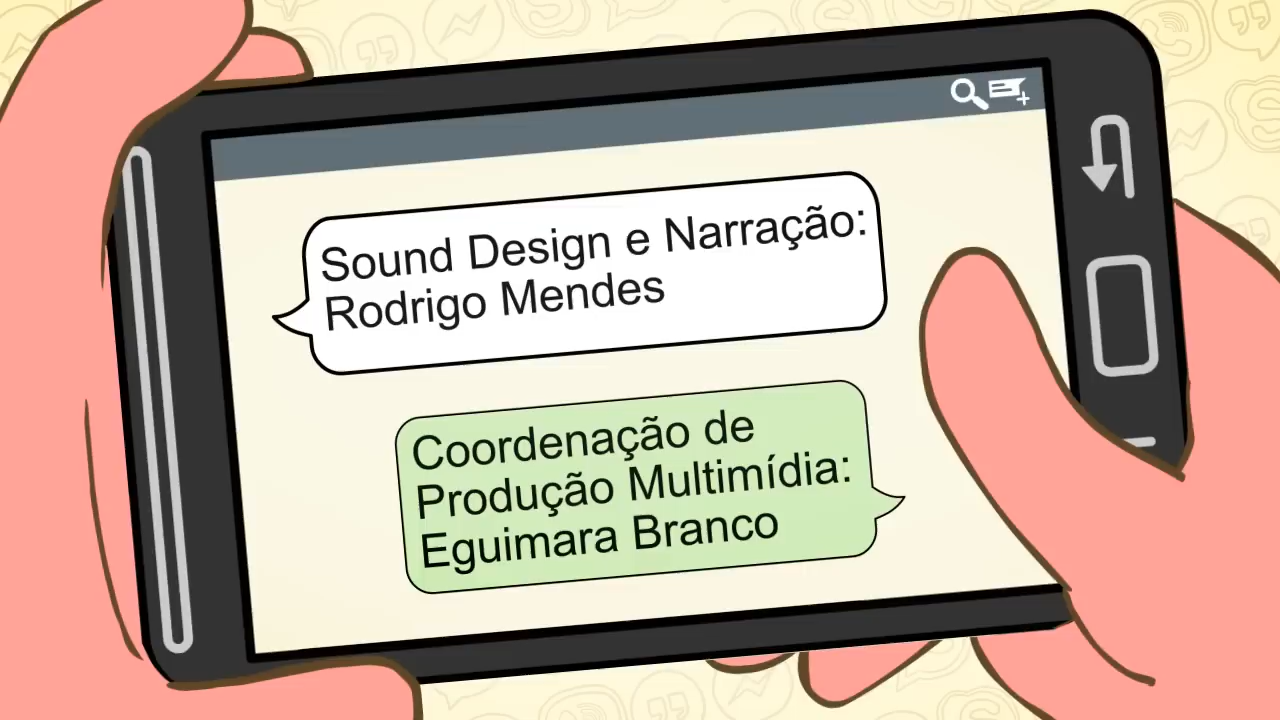 Sound Design e Narração:
Rodrigo Mendes
Coordenação de
Produção Multimídia:
Eguimara Branco